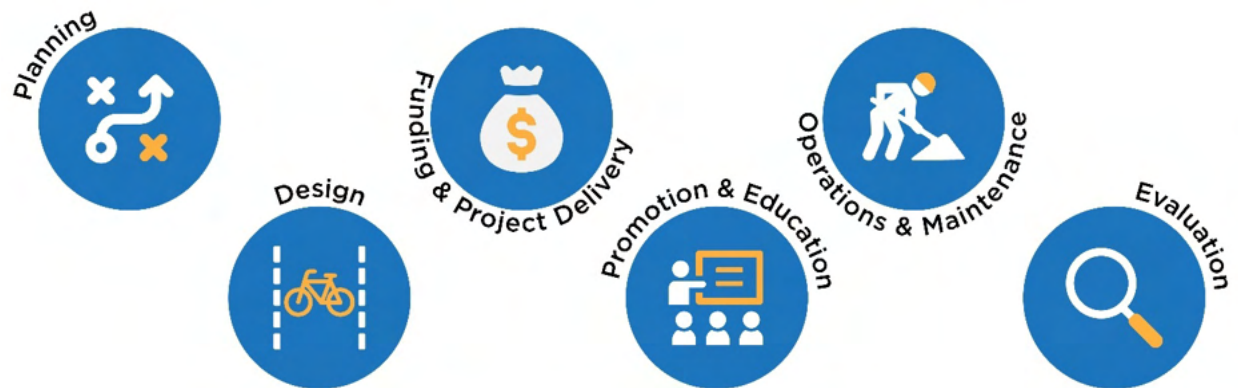 Planning
Design
Funding & Project Delivery
$
Promotion & Education
Operations & Maintenance
Evaluation